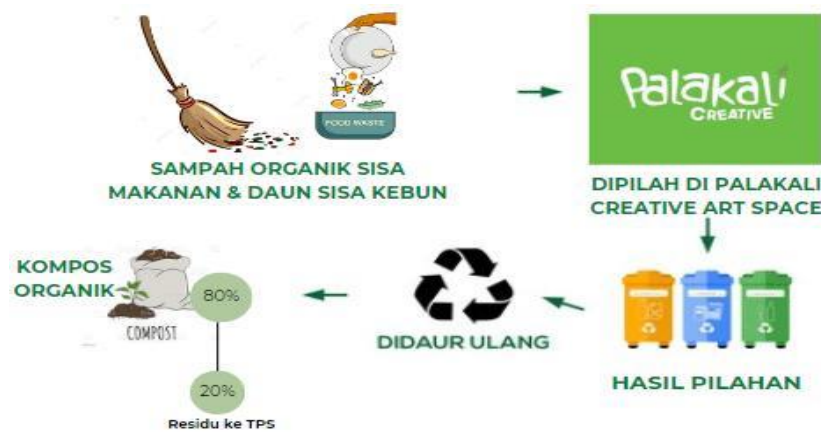 FOOD WASTE
SAMPAH ORGANIK SISA
MAKANAN & DAUN SISA KEBUN
Palakali
CREATIVE
DIPILAH DI PALAKALI
CREATIVE ART SPACE
HASIL PILAHAN
DIDAUR ULANG
KOMPOS
ORGANIK
80%
COMPOST
20%
Residu ke TPS